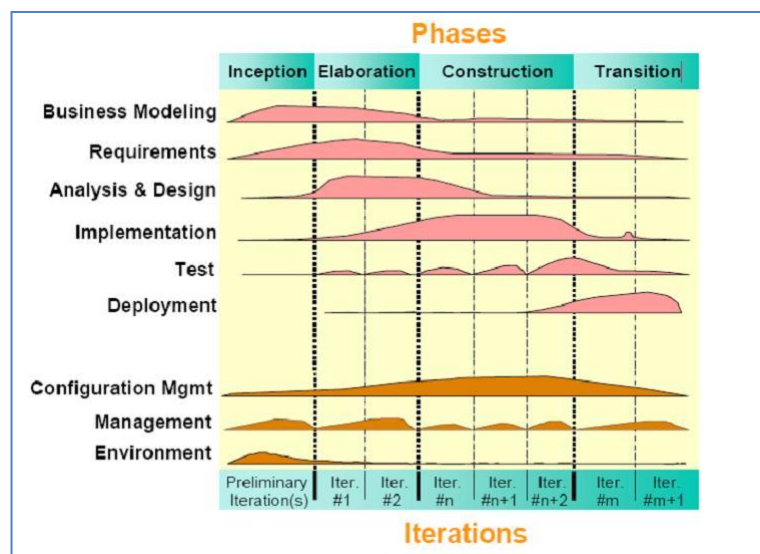 Phases
Inception Elaboration Construction Transition
Business Modeling
Requirements
Analysis & Design
Implementation
Test
Deployment
Configuration Mgmt
Management
Environment
Preliminary Iter. Iter. Iter. Iter. Iter. Iter. Iter.
Iteration(s) #1 #2 #n #n+1 #n+2 #m #m+1
Iterations